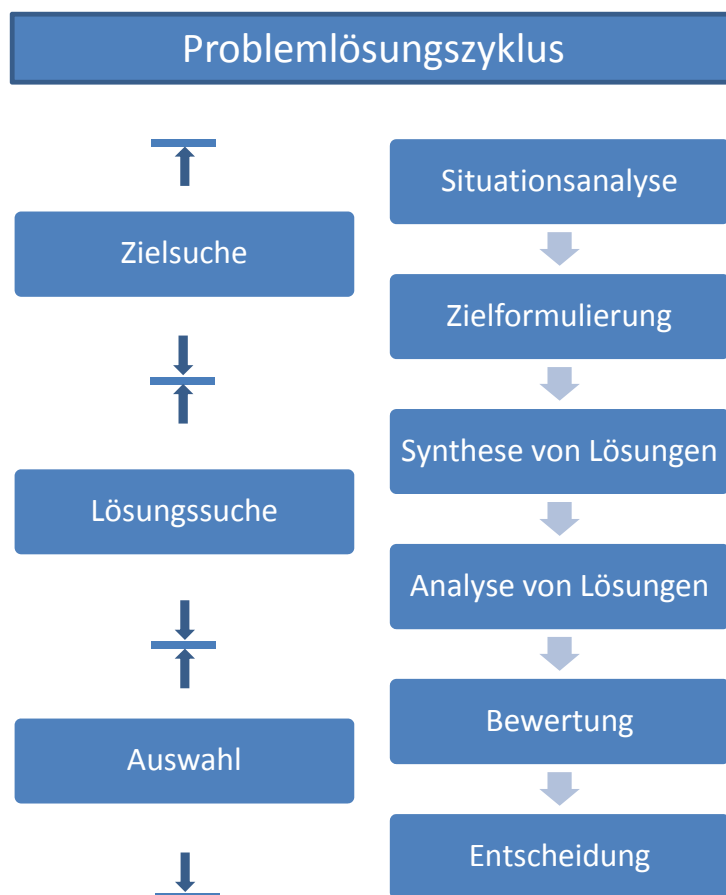 Problemlösungszyklus
Situationsanalyse
Zielsuche
Zielformulierung
Synthese von Lösungen
Lösungssuche
Analyse von Lösungen
Bewertung
Auswahl
Entscheidung